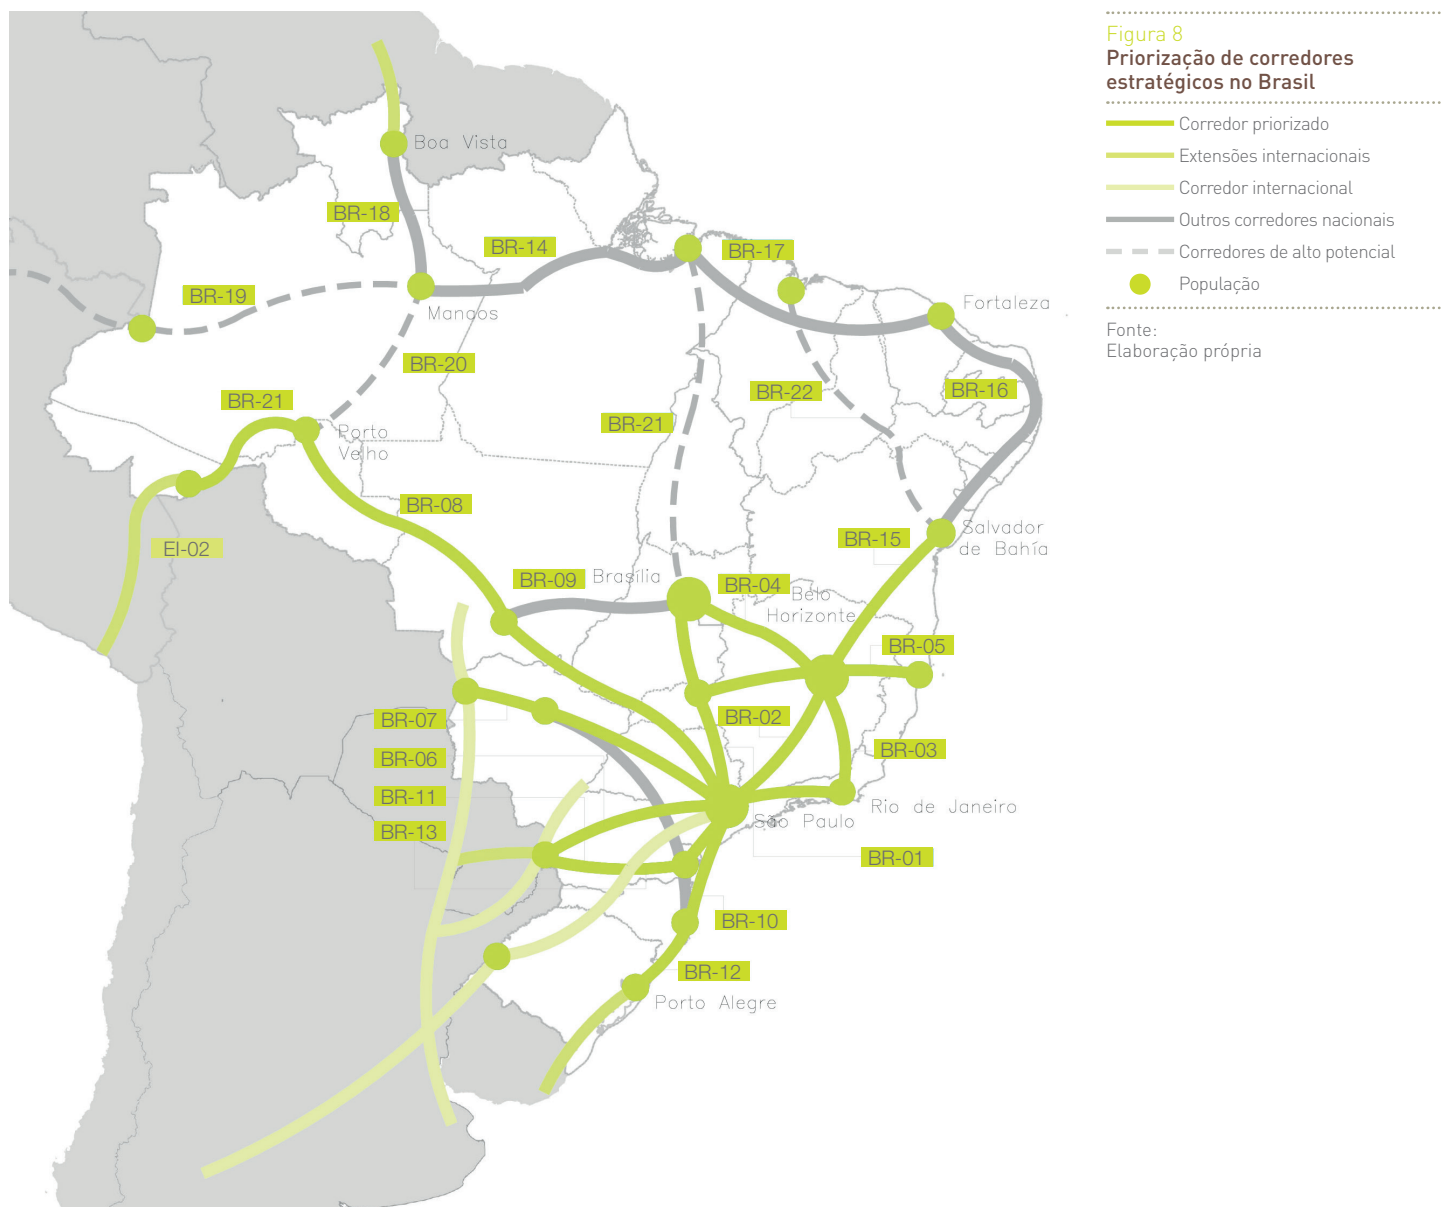 Figura 8
Priorização de corredores
estratégicos no Brasil
Corredor priorizado
Extensões internacionais
Corredor internacional
Outros corredores nacionais
Corredores de alto potencial
População
Fonte:
Elaboração própria
Boa Vista
BR-18
BR-14
BR-17
BR-19
Manaos
Fortaleza
BR-20
BR-22
BR-16
BR-21
BR-21
Porto
Velho
BR-08
Salvador
de Bahía
BR-15
EI-02
BR-09
Brasília
BR-04
Belo
Horizonte
BR-05
BR-07
BR-02
BR-03
BR-06
BR-11
Rio de Janeiro
BR-13
São Paulo
BR-01
BR-10
BR-12
Porto Alegre